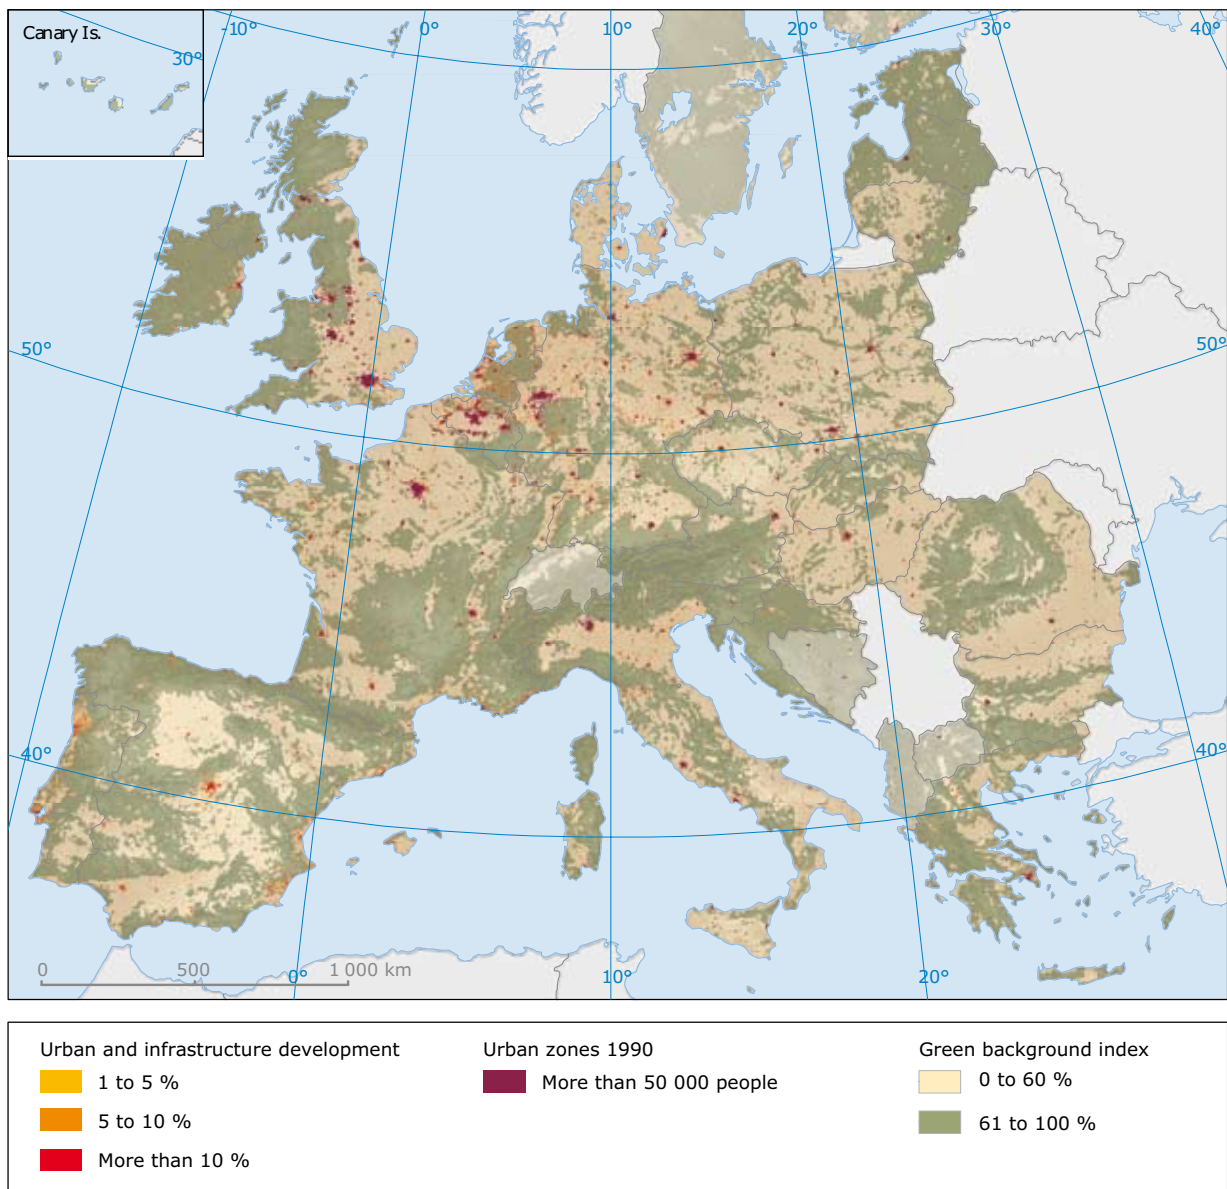 Canary Is.
30°
-10°
0°
10°
20°
30°
40°
50°
50°
40°
40°
0
500
1 000 km
0°
10°
20°
Urban and infrastructure development
1 to 5 %
5 to 10 %
More than 10 %
Urban zones 1990
More than 50 000 people
Green background index
0 to 60 %
61 to 100 %